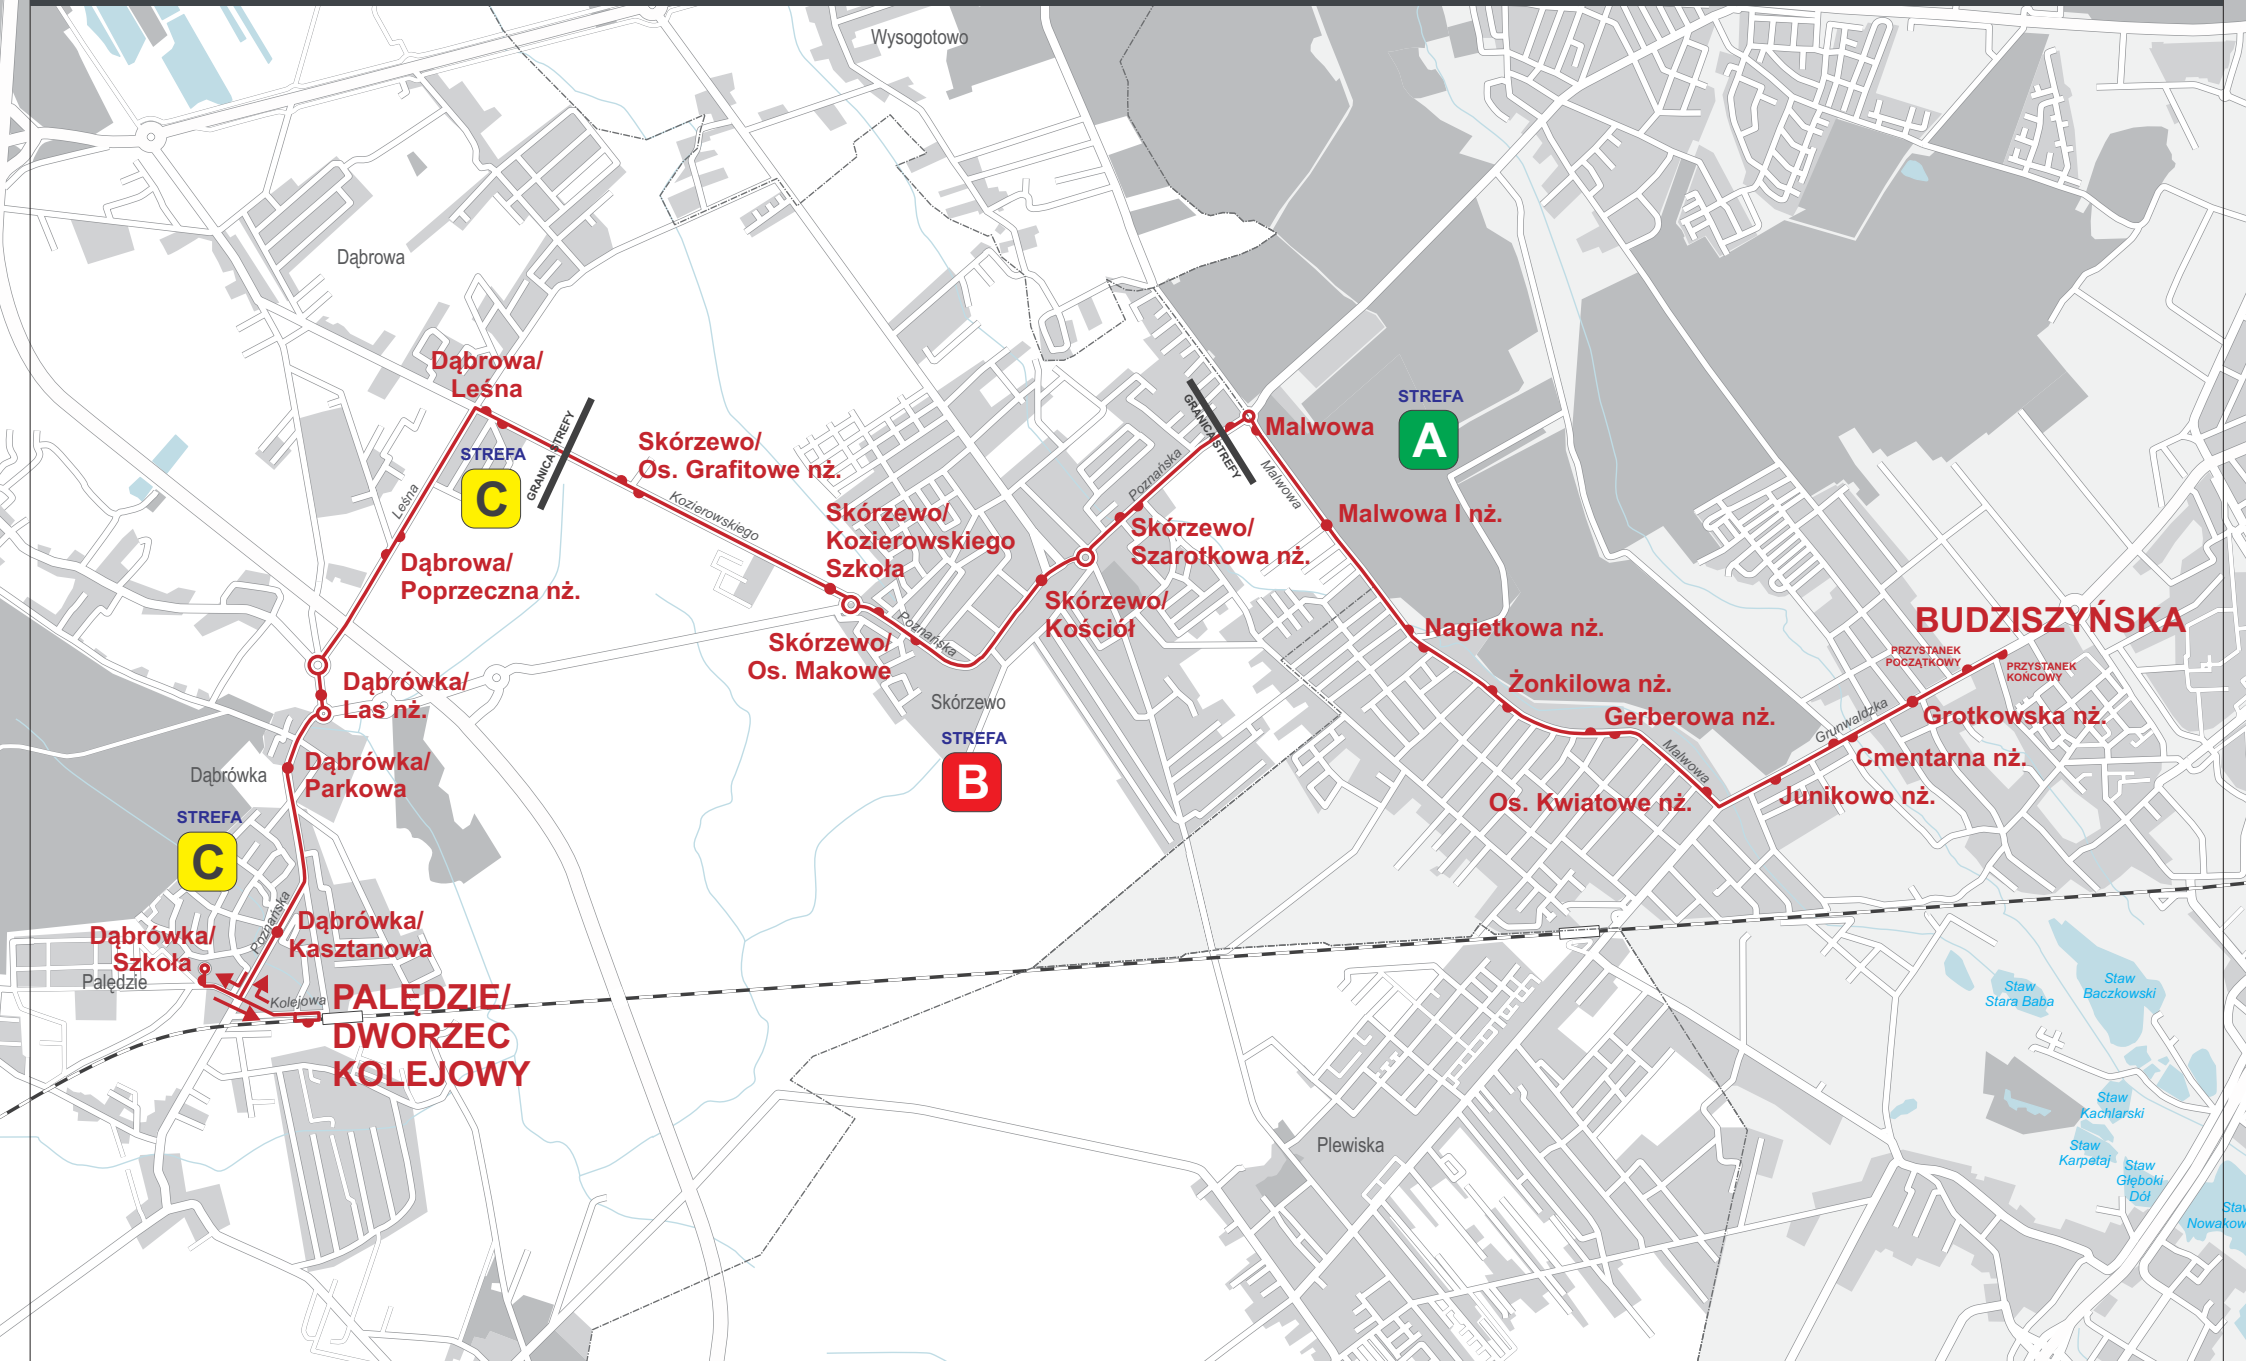 Wysogotowo
Dąbrowa
Dąbrowa/
Leśna
STREFA
C
GRANICA STREFY
Leśna
Skórzewo/
Os. Grafitowe nż.
Kozierowskiego
Dąbrowa/
Poprzeczna nż.
Skórzewo/
Kozierowskiego
Szkoła
Poznańska
GRANICA STREFY
Malwowa
STREFA
A
Malwowa
Malwowa I nż.
Skórzewo/
Szarotkowa nż.
Skórzewo/
Kościół
Poznańska
Skórzewo/
Os. Makowe
Skórzewo
STREFA
B
Nagietkowa nż.
Żonkilowa nż.
Gerberowa nż.
Malwowa
Os. Kwiatowe nż.
BUDZISZYŃSKA
PRZYSTANEK
POCZĄTKOWY
PRZYSTANEK
KOŃCOWY
Grunwaldzka
Grotkowska nż.
Cmentarna nż.
Junikowo nż.
Dąbrówka/
Las nż.
Dąbrówka
Dąbrówka/
Parkowa
STREFA
C
Poznańska
Dąbrówka/
Kasztanowa
Dąbrówka/
Szkoła
Palędzie
Kolejowa
PALĘDZIE/
DWORZEC
KOLEJOWY
Plewiska
Staw
Stara Baba
Staw
Baczkowski
Staw
Kachlarski
Staw
Karpetaj
Staw
Głęboki
Dół
Staw
Nowakow